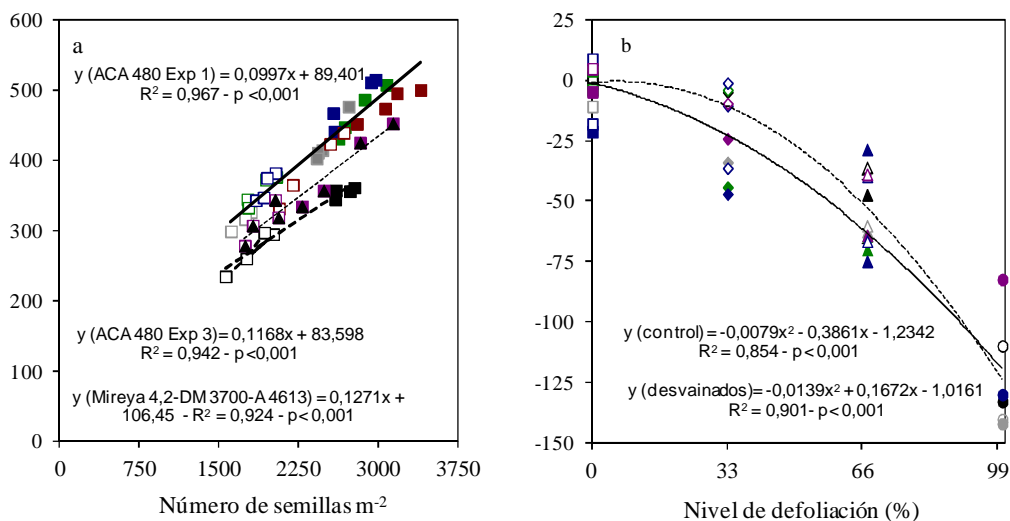 a
y (ACA 480 Exp 1) = 0,0997x + 89,401
R² = 0,967 - p <0,001
y (ACA 480 Exp 3)= 0,1168x + 83,598
R² = 0,942 - p<0,001
y (Mireya 4,2-DM 3700-A 4613) = 0,1271x +
106,45 - R² = 0,924 - p<0,001
600
500
400
300
200
100
0
0
1500
2250
3000
3750
Número de semillas m⁻²
b
y (control) = -0,0079x² - 0,3861x - 1,2342
R² = 0,854 - p<0,001
y (desvainados)= -0,0139x² + 0,1672x - 1,0161
R² = 0,901- p<0,001
25
0
-25
-50
-75
-100
-125
-150
0
33
66
99
Nivel de defoliación (%)